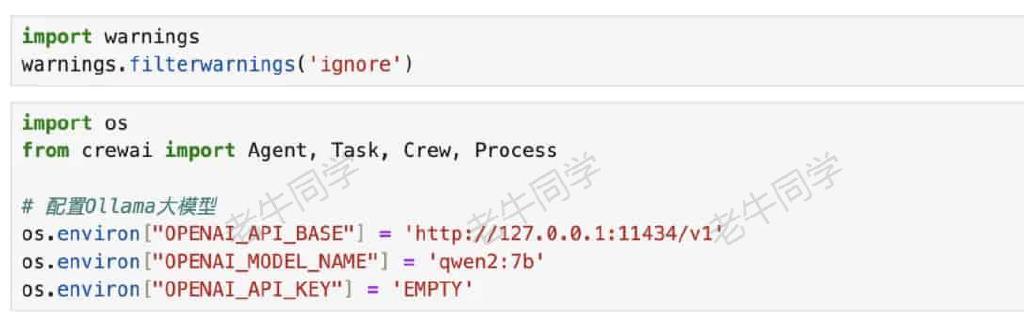 import warnings
warnings.filterwarnings('ignore')
import os
from crewai import Agent, Task, Crew, Process
# 配置Ollama大模型
os.environ["OPENAI_API_BASE"] = 'http://127.0.0.1:11434/v1'
os.environ["OPENAI_MODEL_NAME"] = 'qwen2:7b'
os.environ["OPENAI_API_KEY"] = 'EMPTY'
老牛同学
老牛同学
老牛同学